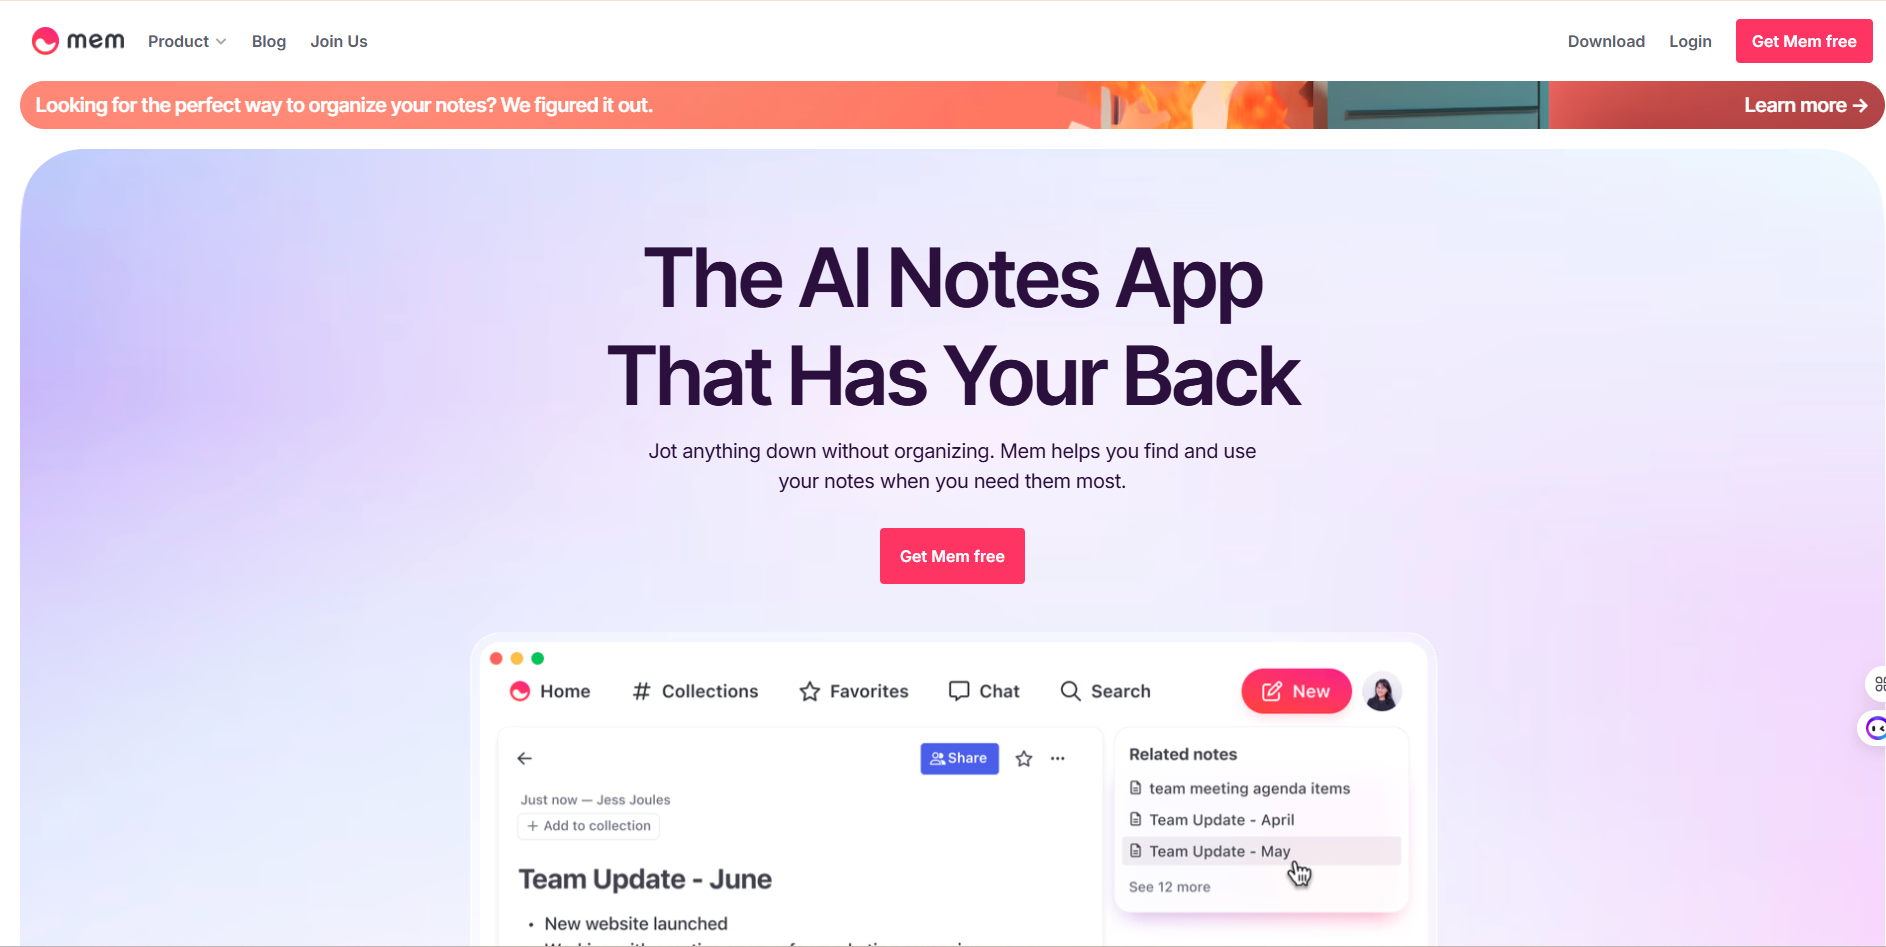 mem
Product
Blog
Join Us
Download
Login
Get Mem free
Looking for the perfect way to organize your notes? We figured it out.
Learn more →
The AI Notes App
That Has Your Back
Jot anything down without organizing. Mem helps you find and use
your notes when you need them most.
Get Mem free
Home
# Collections
Favorites
Chat
Search
New
Share
Just now — Jess Joules
+ Add to collection
Team Update - June
• New website launched
Related notes
team meeting agenda items
Team Update - April
Team Update - May
See 12 more